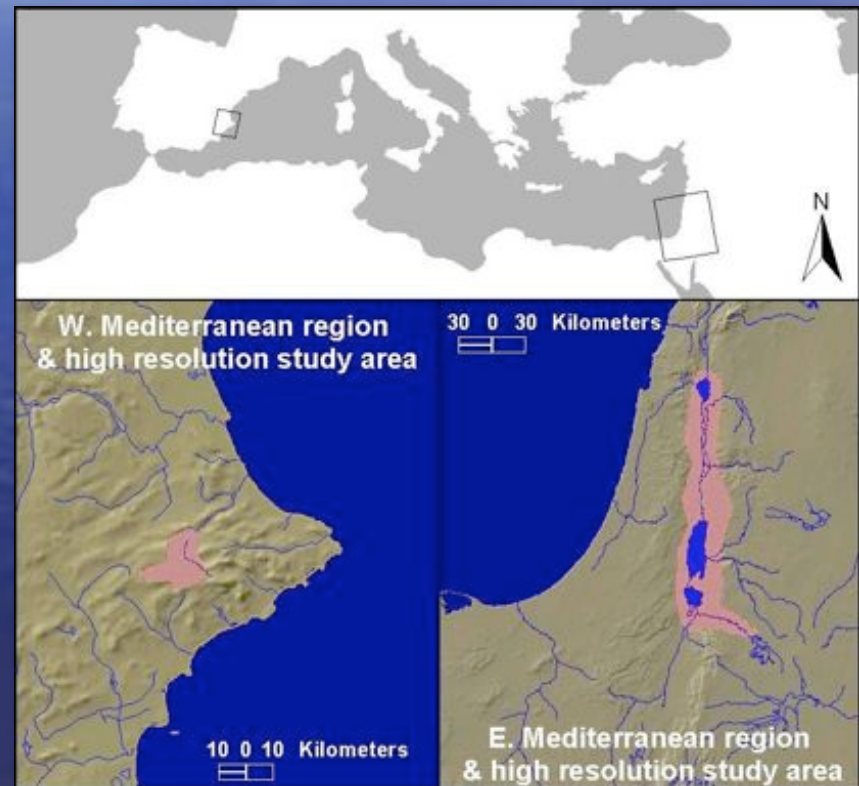 N
W. Mediterranean region
& high resolution study area
30 0 30 Kilometers
10 0 10 Kilometers
E. Mediterranean region
& high resolution study area